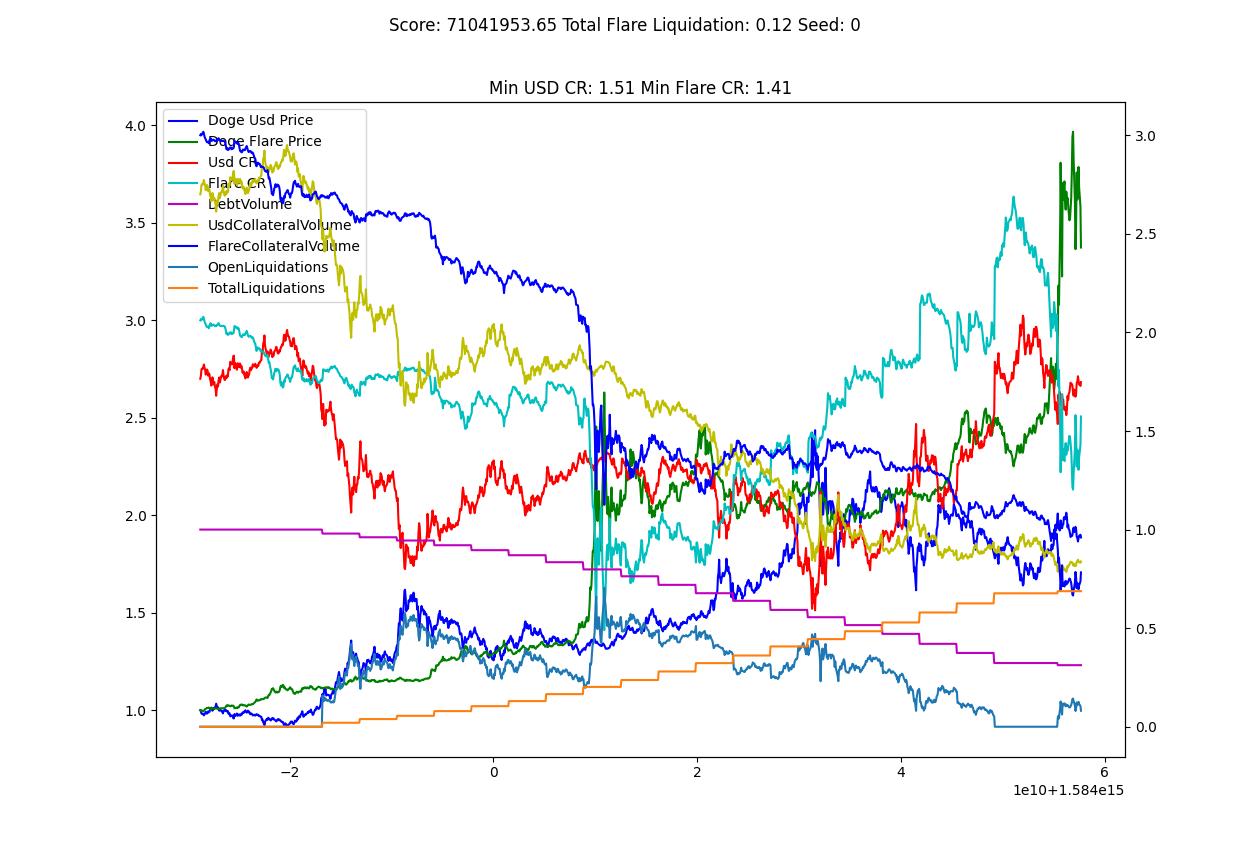 Score: 71041953.65 Total Flare Liquidation: 0.12 Seed: 0
Min USD CR: 1.51 Min Flare CR: 1.41
Doge Usd Price
Doge Flare Price
Usd CR
Flare CR
DebtVolume
UsdCollateralVolume
FlareCollateralVolume
OpenLiquidations
TotalLiquidations
4.0
3.5
3.0
2.5
2.0
1.5
1.0
3.0
2.5
2.0
1.5
1.0
0.5
0.0
−2
0
2
4
6
1e10+1.584e15